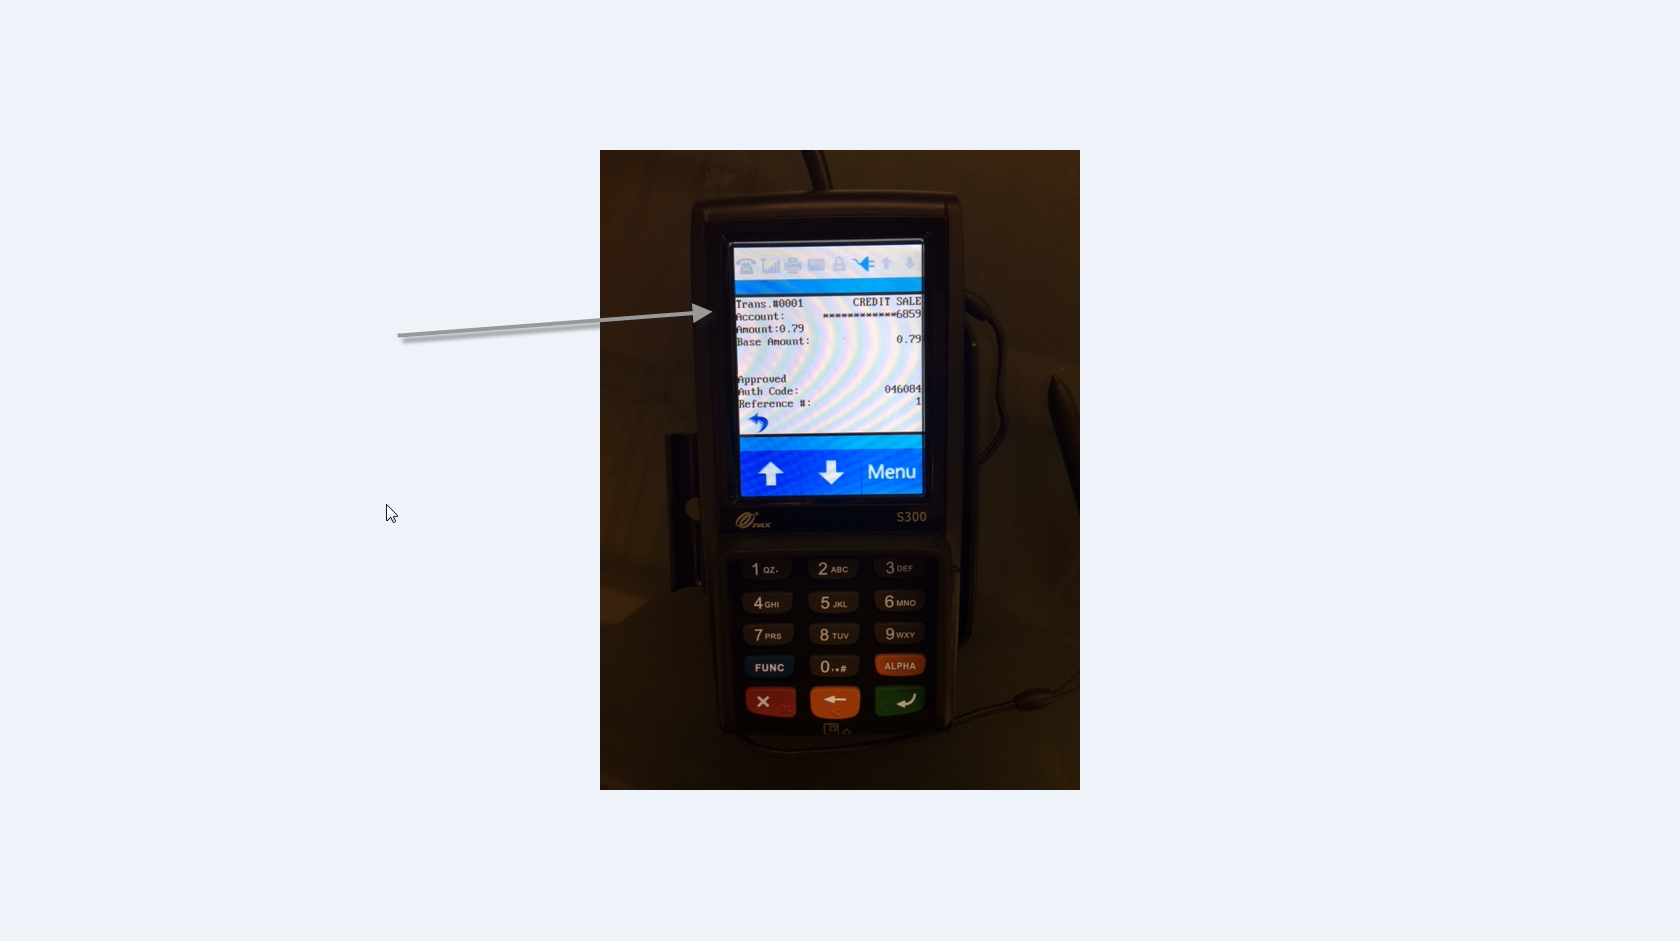 Trans.#0001 CREDIT SALE
Account: ************6859
Amount:0.79
Base Amount: 0.79
Approved
Auth Code: 046084
Reference #: 1
Menu
PAX S300
1 QZ. 2 ABC 3 DEF
4 GHI 5 JKL 6 MNO
7 PRS 8 TUV 9 WXY
FUNC 0.*# ALPHA